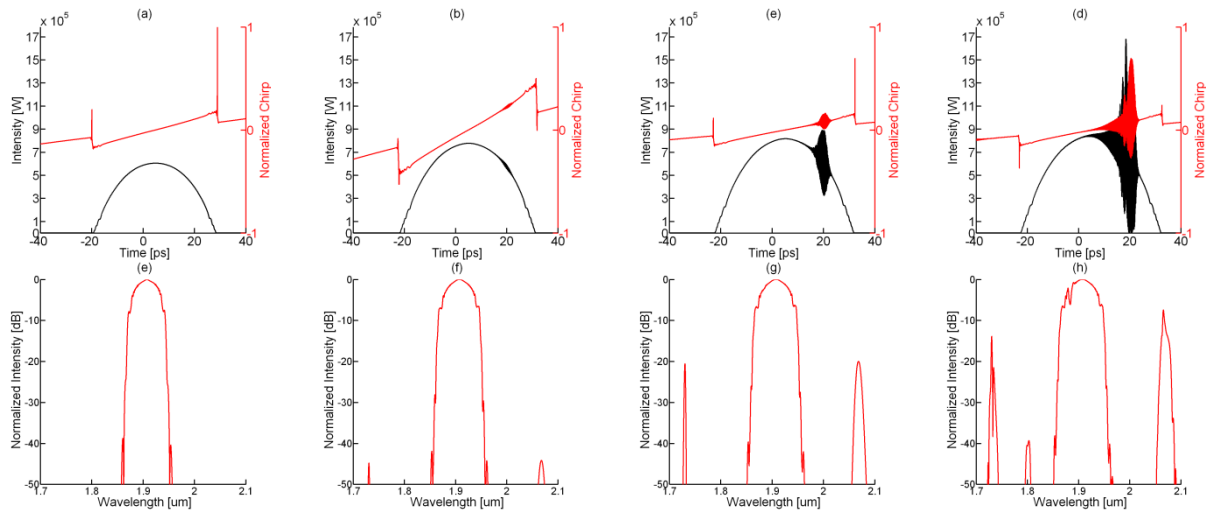 (a)
x 10⁵
17
15
13
11
9
7
5
3
1
0
Intensity [W]
1
0
-1
Normalized Chirp
-40 -20 0 20 40
Time [ps]
(b)
x 10⁵
17
15
13
11
9
7
5
3
1
0
Intensity [W]
1
0
-1
Normalized Chirp
-40 -20 0 20 40
Time [ps]
(e)
x 10⁵
17
15
13
11
9
7
5
3
1
0
Intensity [W]
1
0
-1
Normalized Chirp
-40 -20 0 20 40
Time [ps]
(d)
x 10⁵
17
15
13
11
9
7
5
3
1
0
Intensity [W]
1
0
-1
Normalized Chirp
-40 -20 0 20 40
Time [ps]
(e)
0
-10
-20
-30
-40
-50
Normalized Intensity [dB]
1.7 1.8 1.9 2 2.1
Wavelength [um]
(f)
0
-10
-20
-30
-40
-50
Normalized Intensity [dB]
1.7 1.8 1.9 2 2.1
Wavelength [um]
(g)
0
-10
-20
-30
-40
-50
Normalized Intensity [dB]
1.7 1.8 1.9 2 2.1
Wavelength [um]
(h)
0
-10
-20
-30
-40
-50
Normalized Intensity [dB]
1.7 1.8 1.9 2 2.1
Wavelength [um]